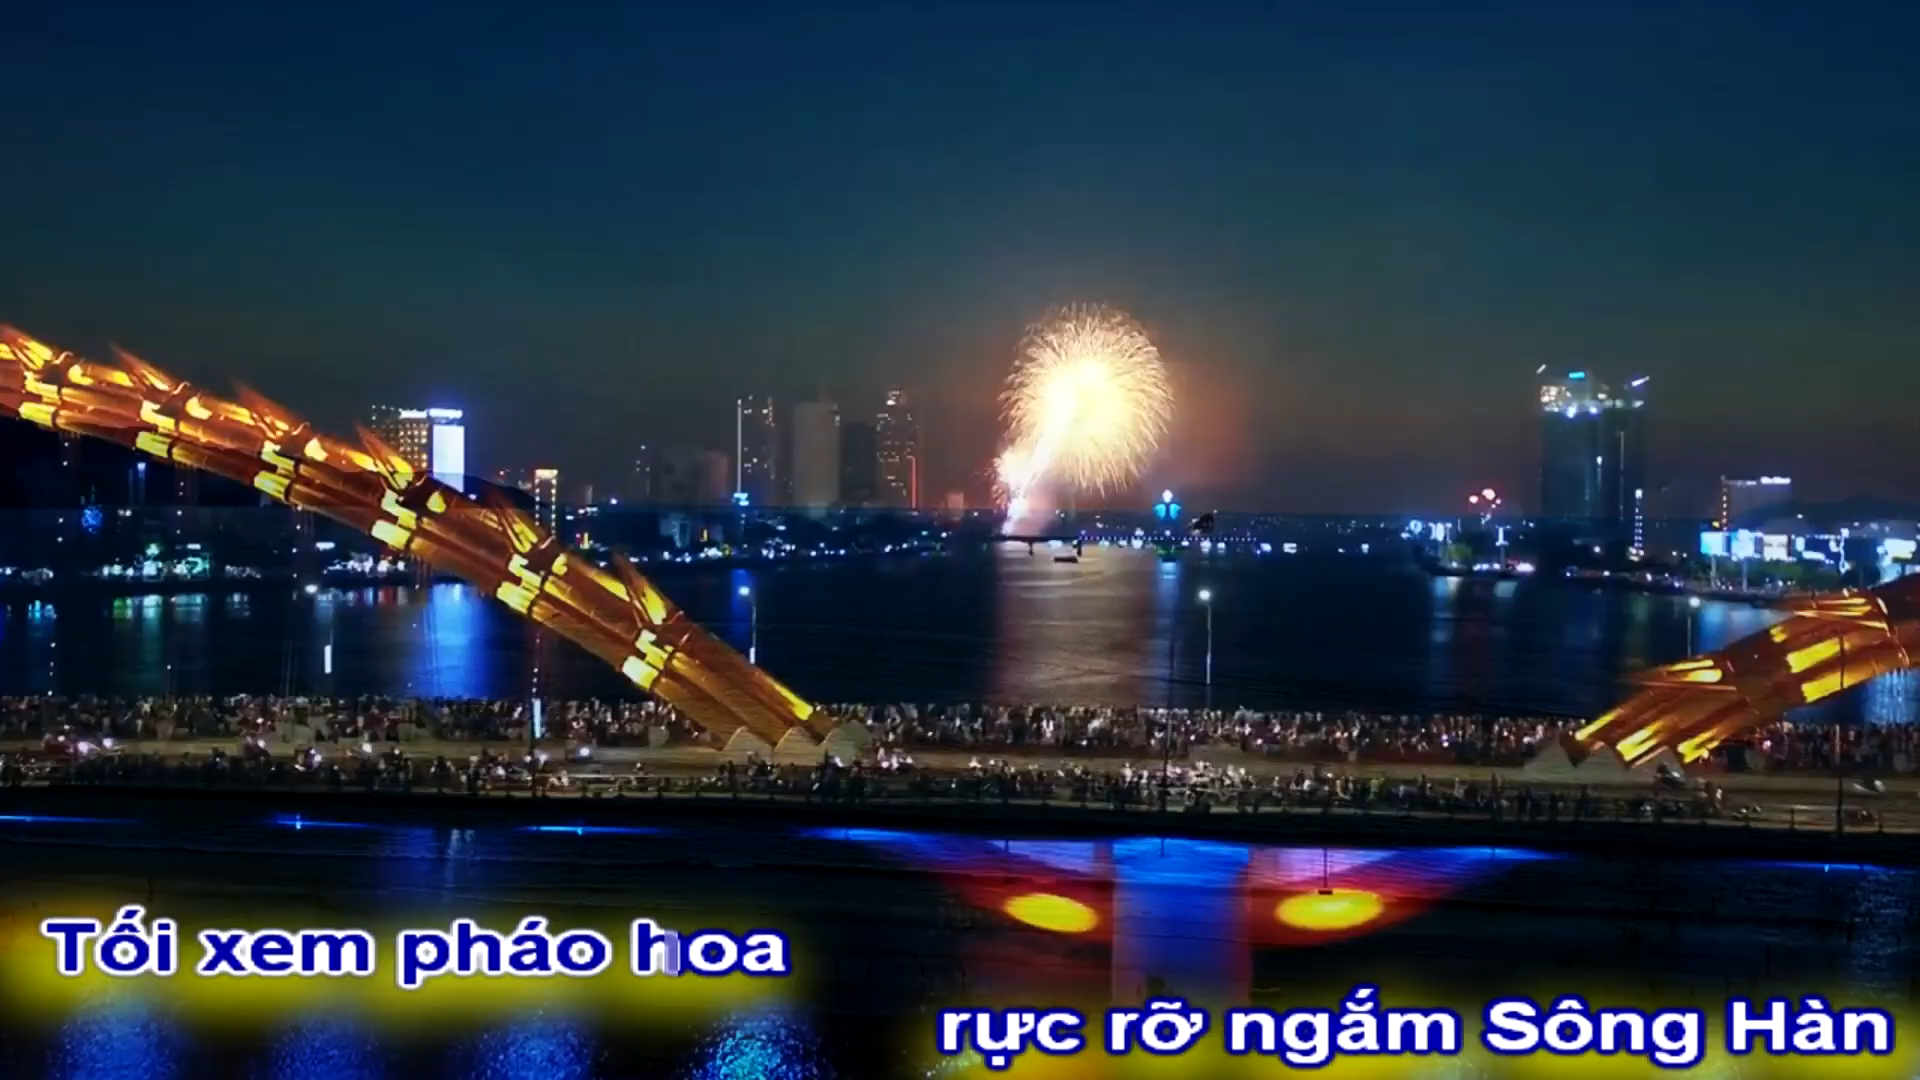 Tối xem pháo hoa
rực rỡ ngắm Sông Hàn